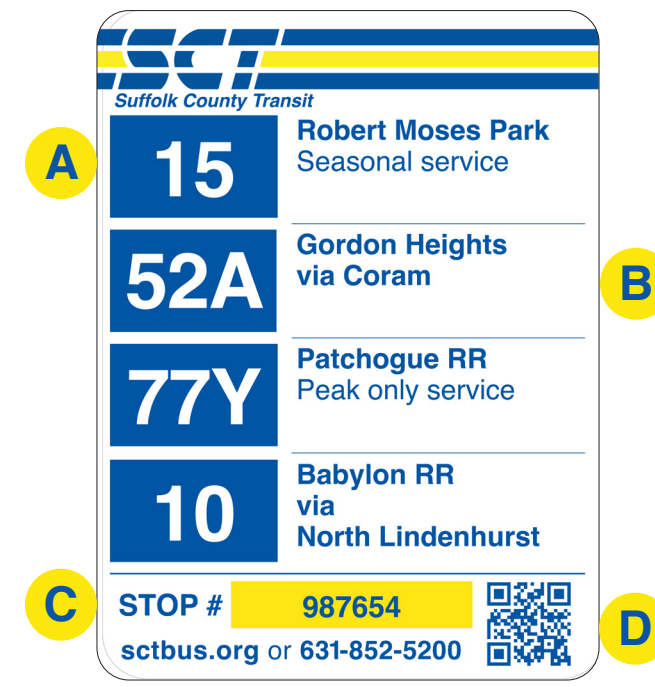 SCT
Suffolk County Transit
A
15
Robert Moses Park
Seasonal service
52A
Gordon Heights
via Coram
B
77Y
Patchogue RR
Peak only service
10
Babylon RR
via
North Lindenhurst
C
STOP # 987654
sctbus.org or 631-852-5200
D